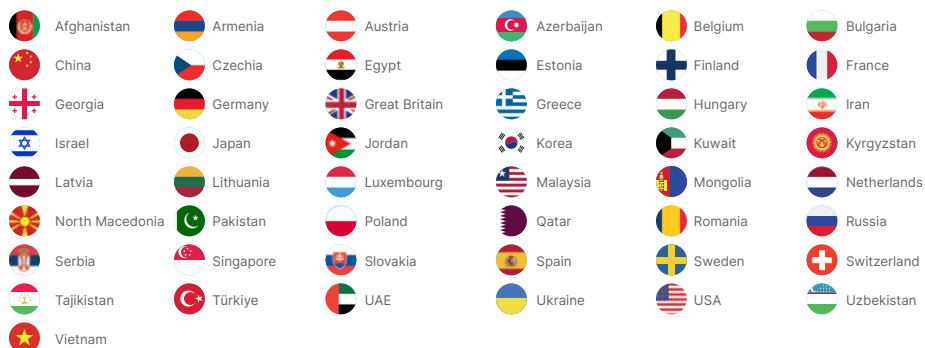 Afghanistan Armenia Austria Azerbaijan Belgium Bulgaria
China Czechia Egypt Estonia Finland France
Georgia Germany Great Britain Greece Hungary Iran
Israel Japan Jordan Korea Kuwait Kyrgyzstan
Latvia Lithuania Luxembourg Malaysia Mongolia Netherlands
North Macedonia Pakistan Poland Qatar Romania Russia
Serbia Singapore Slovakia Spain Sweden Switzerland
Tajikistan Türkiye UAE Ukraine USA Uzbekistan
Vietnam